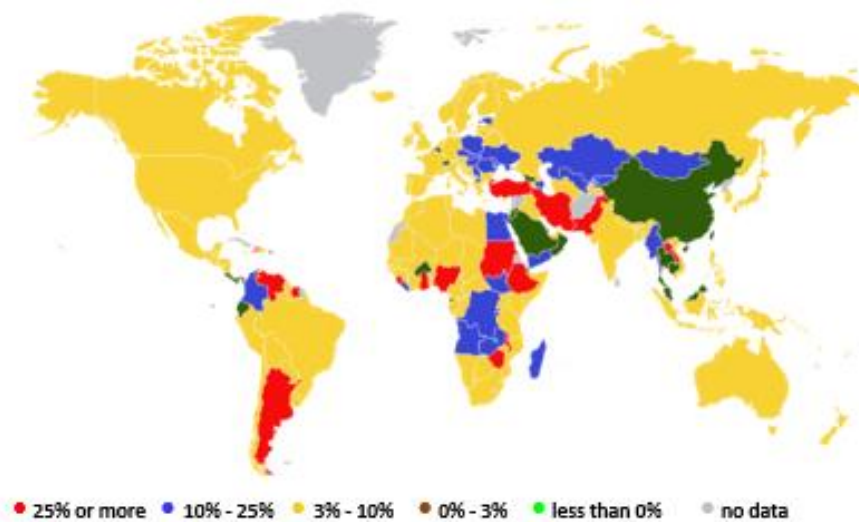 25% or more 10% - 25% 3% - 10% 0% - 3% less than 0% no data